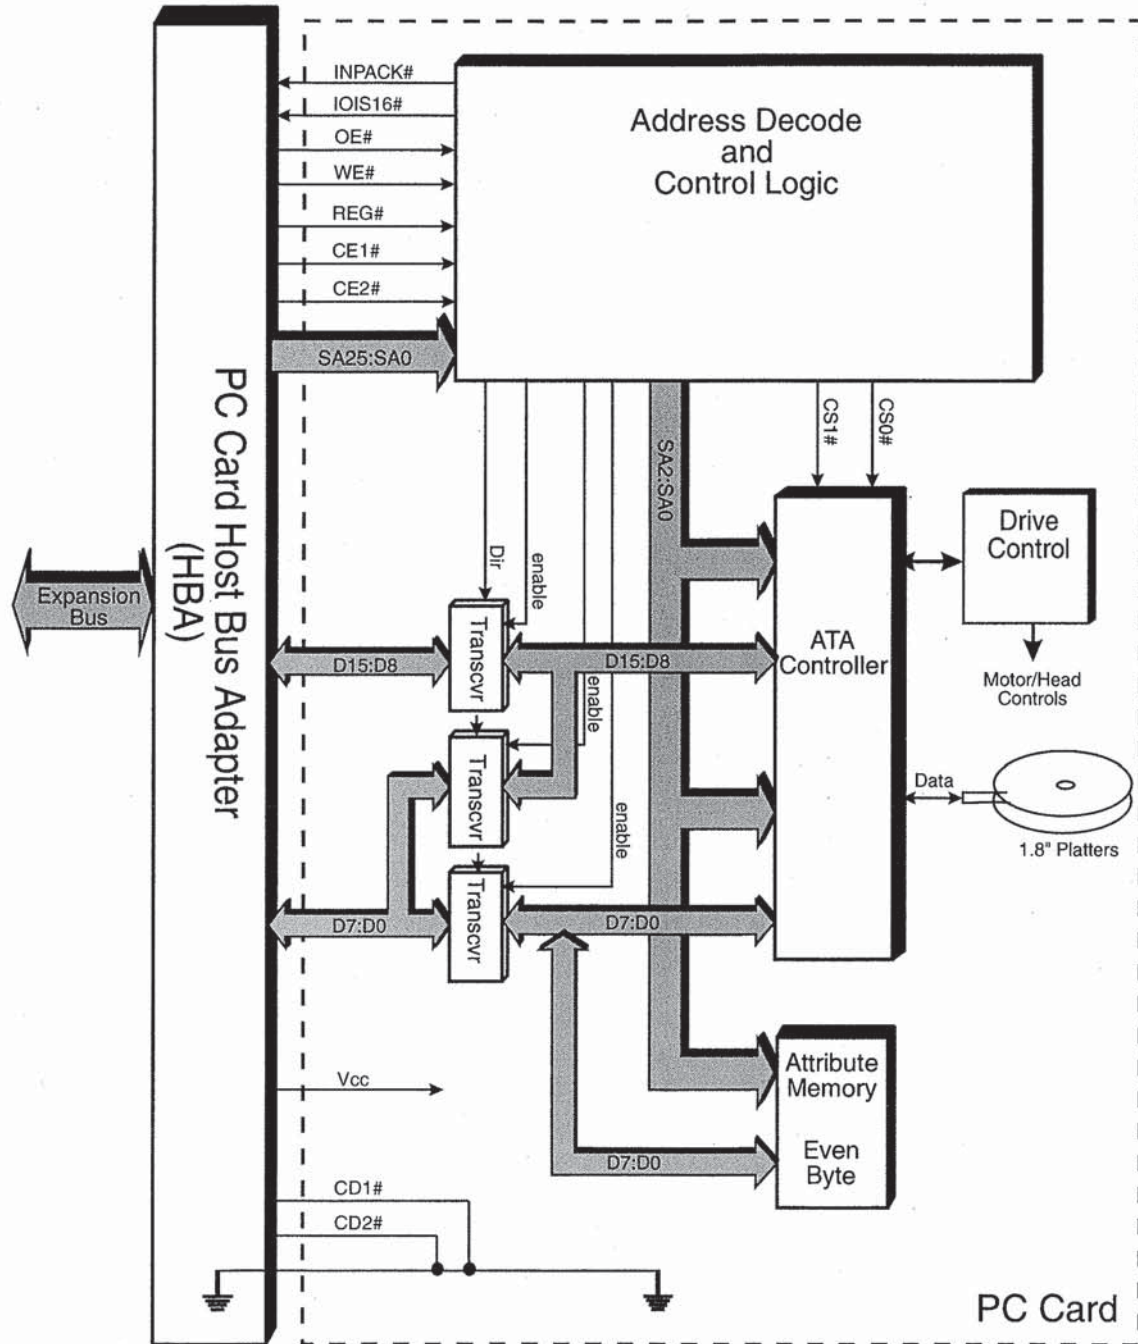 INPACK#
IOIS16#
OE#
WE#
REG#
CE1#
CE2#
SA25:SA0
Address Decode
and
Control Logic
PC Card Host Bus Adapter
(HBA)
Expansion
Bus
Dir
enable
enable
enable
SA2:SA0
CS1#
CS0#
Transcvr
Transcvr
Transcvr
D15:D8
D15:D8
D7:D0
D7:D0
ATA
Controller
Drive
Control
Motor/Head
Controls
Data
1.8" Platters
Vcc
Attribute
Memory
Even
Byte
D7:D0
CD1#
CD2#
PC Card